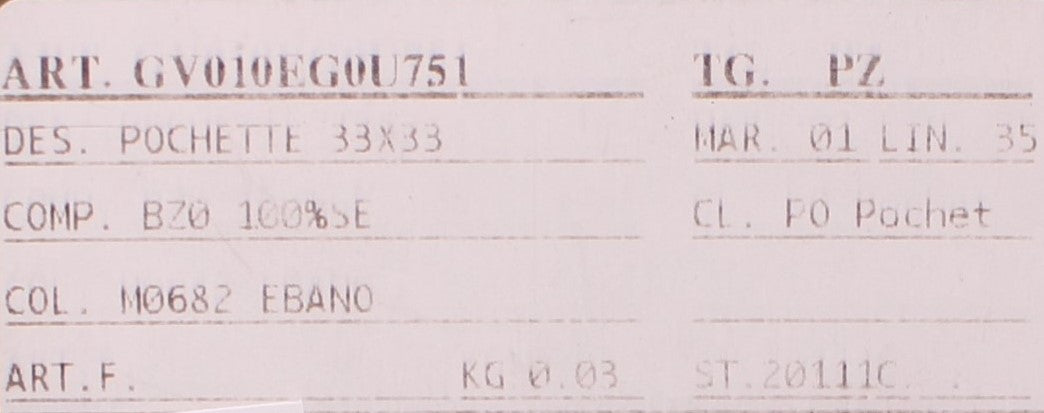 ART. GV010EG0U751 TG. PZ
DES. POCHETTE 33X33 MAR. 01 LIN. 35
COMP. BZ0 100%SE CL. PO Pochet
COL. M0682 EBANO
ART.F. KG 0.03 ST.20111C. .